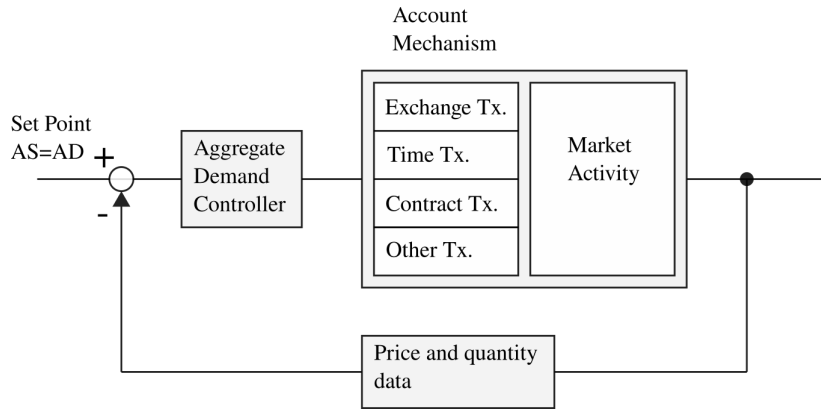 Account
Mechanism
Set Point
AS=AD
+
-
Aggregate
Demand
Controller
Exchange Tx.
Time Tx.
Contract Tx.
Other Tx.
Market
Activity
Price and quantity
data